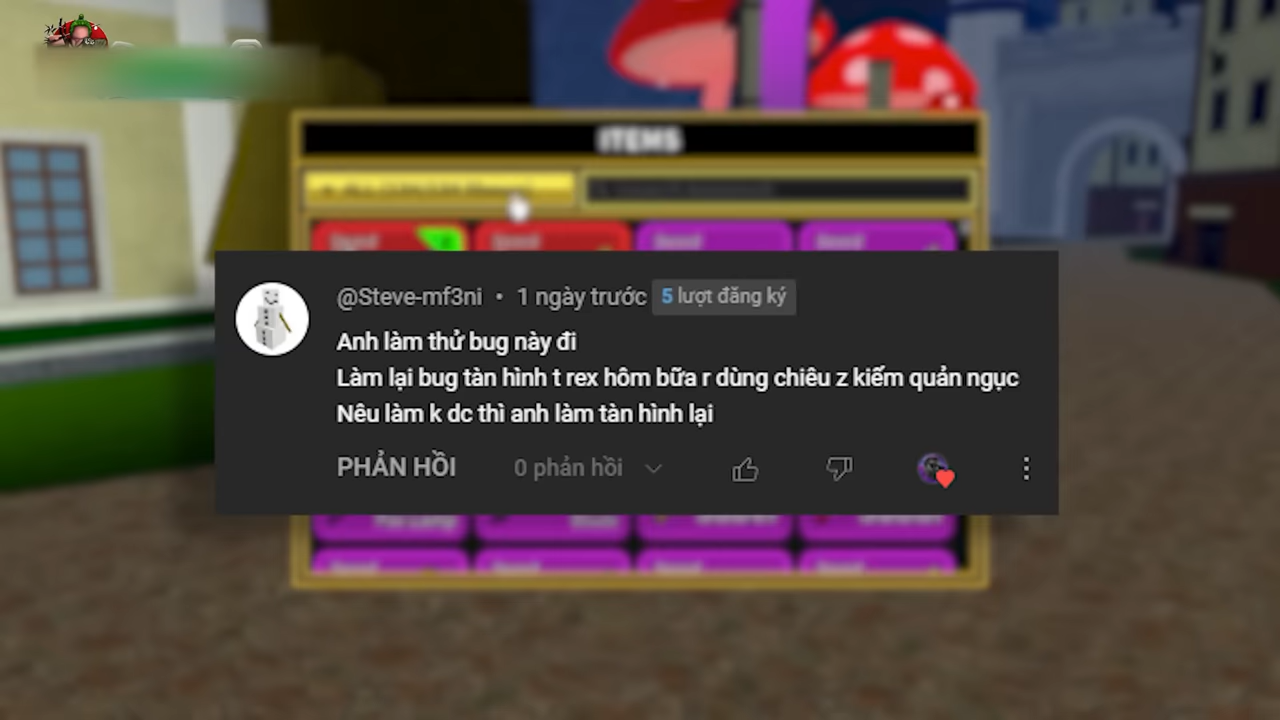 ITEMS
@Steve-mf3ni • 1 ngày trước 5 lượt đăng ký
Anh làm thử bug này đi
Làm lại bug tàn hình t rex hôm bữa r dùng chiêu z kiếm quản ngục
Nêu làm k dc thì anh làm tàn hình lại
PHẢN HỒI 0 phản hồi